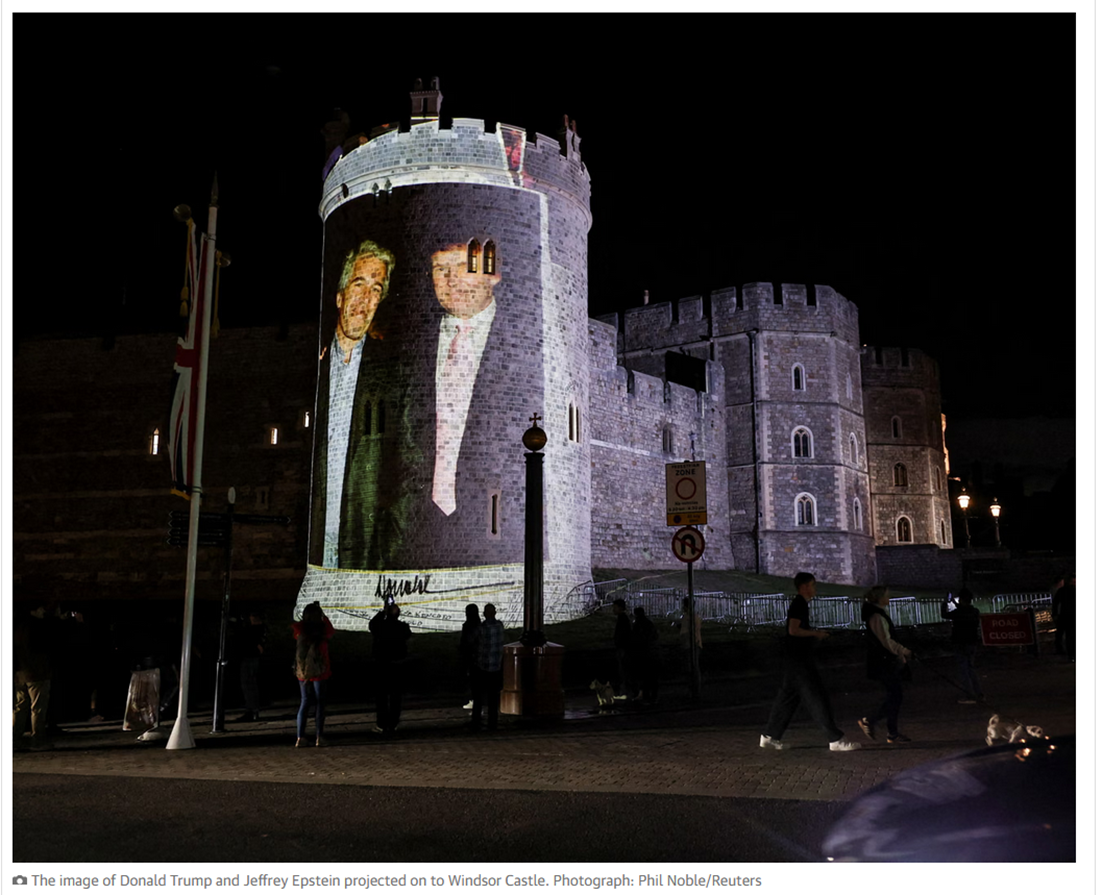 ZONE
ROAD
CLOSED
The image of Donald Trump and Jeffrey Epstein projected on to Windsor Castle. Photograph: Phil Noble/Reuters